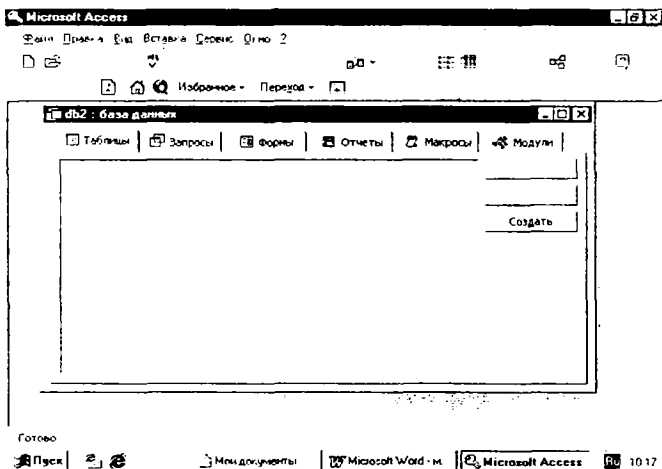 Microsoft Access
Файл Правка Вид Вставка Сервис Окно ?
Избранное Переход
db2 : база данных
Таблицы Запросы Формы Отчеты Макросы Модули
Создать
Готово
Пуск Мои документы Microsoft Word - м. Microsoft Access Ru 10:17